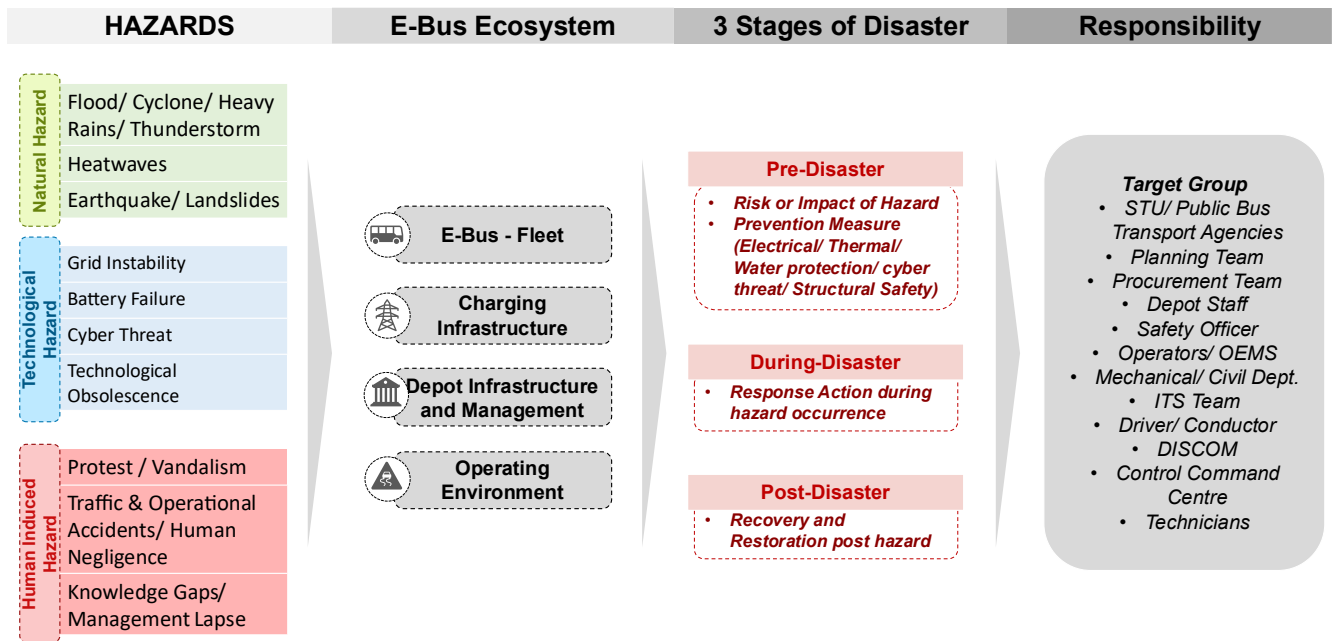 HAZARDS
E-Bus Ecosystem
3 Stages of Disaster
Responsibility
Natural Hazard
Flood/ Cyclone/ Heavy
Rains/ Thunderstorm
Heatwaves
Earthquake/ Landslides
Technological
Hazard
Grid Instability
Battery Failure
Cyber Threat
Technological
Obsolescence
Human Induced
Hazard
Protest / Vandalism
Traffic & Operational
Accidents/ Human
Negligence
Knowledge Gaps/
Management Lapse
E-Bus - Fleet
Charging
Infrastructure
Depot Infrastructure
and Management
Operating
Environment
Pre-Disaster
• Risk or Impact of Hazard
• Prevention Measure
(Electrical/ Thermal/
Water protection/ cyber
threat/ Structural Safety)
During-Disaster
• Response Action during
hazard occurrence
Post-Disaster
• Recovery and
Restoration post hazard
Target Group
• STU/ Public Bus
Transport Agencies
• Planning Team
• Procurement Team
• Depot Staff
• Safety Officer
• Operators/ OEMS
• Mechanical/ Civil Dept.
• ITS Team
• Driver/ Conductor
• DISCOM
• Control Command
Centre
• Technicians